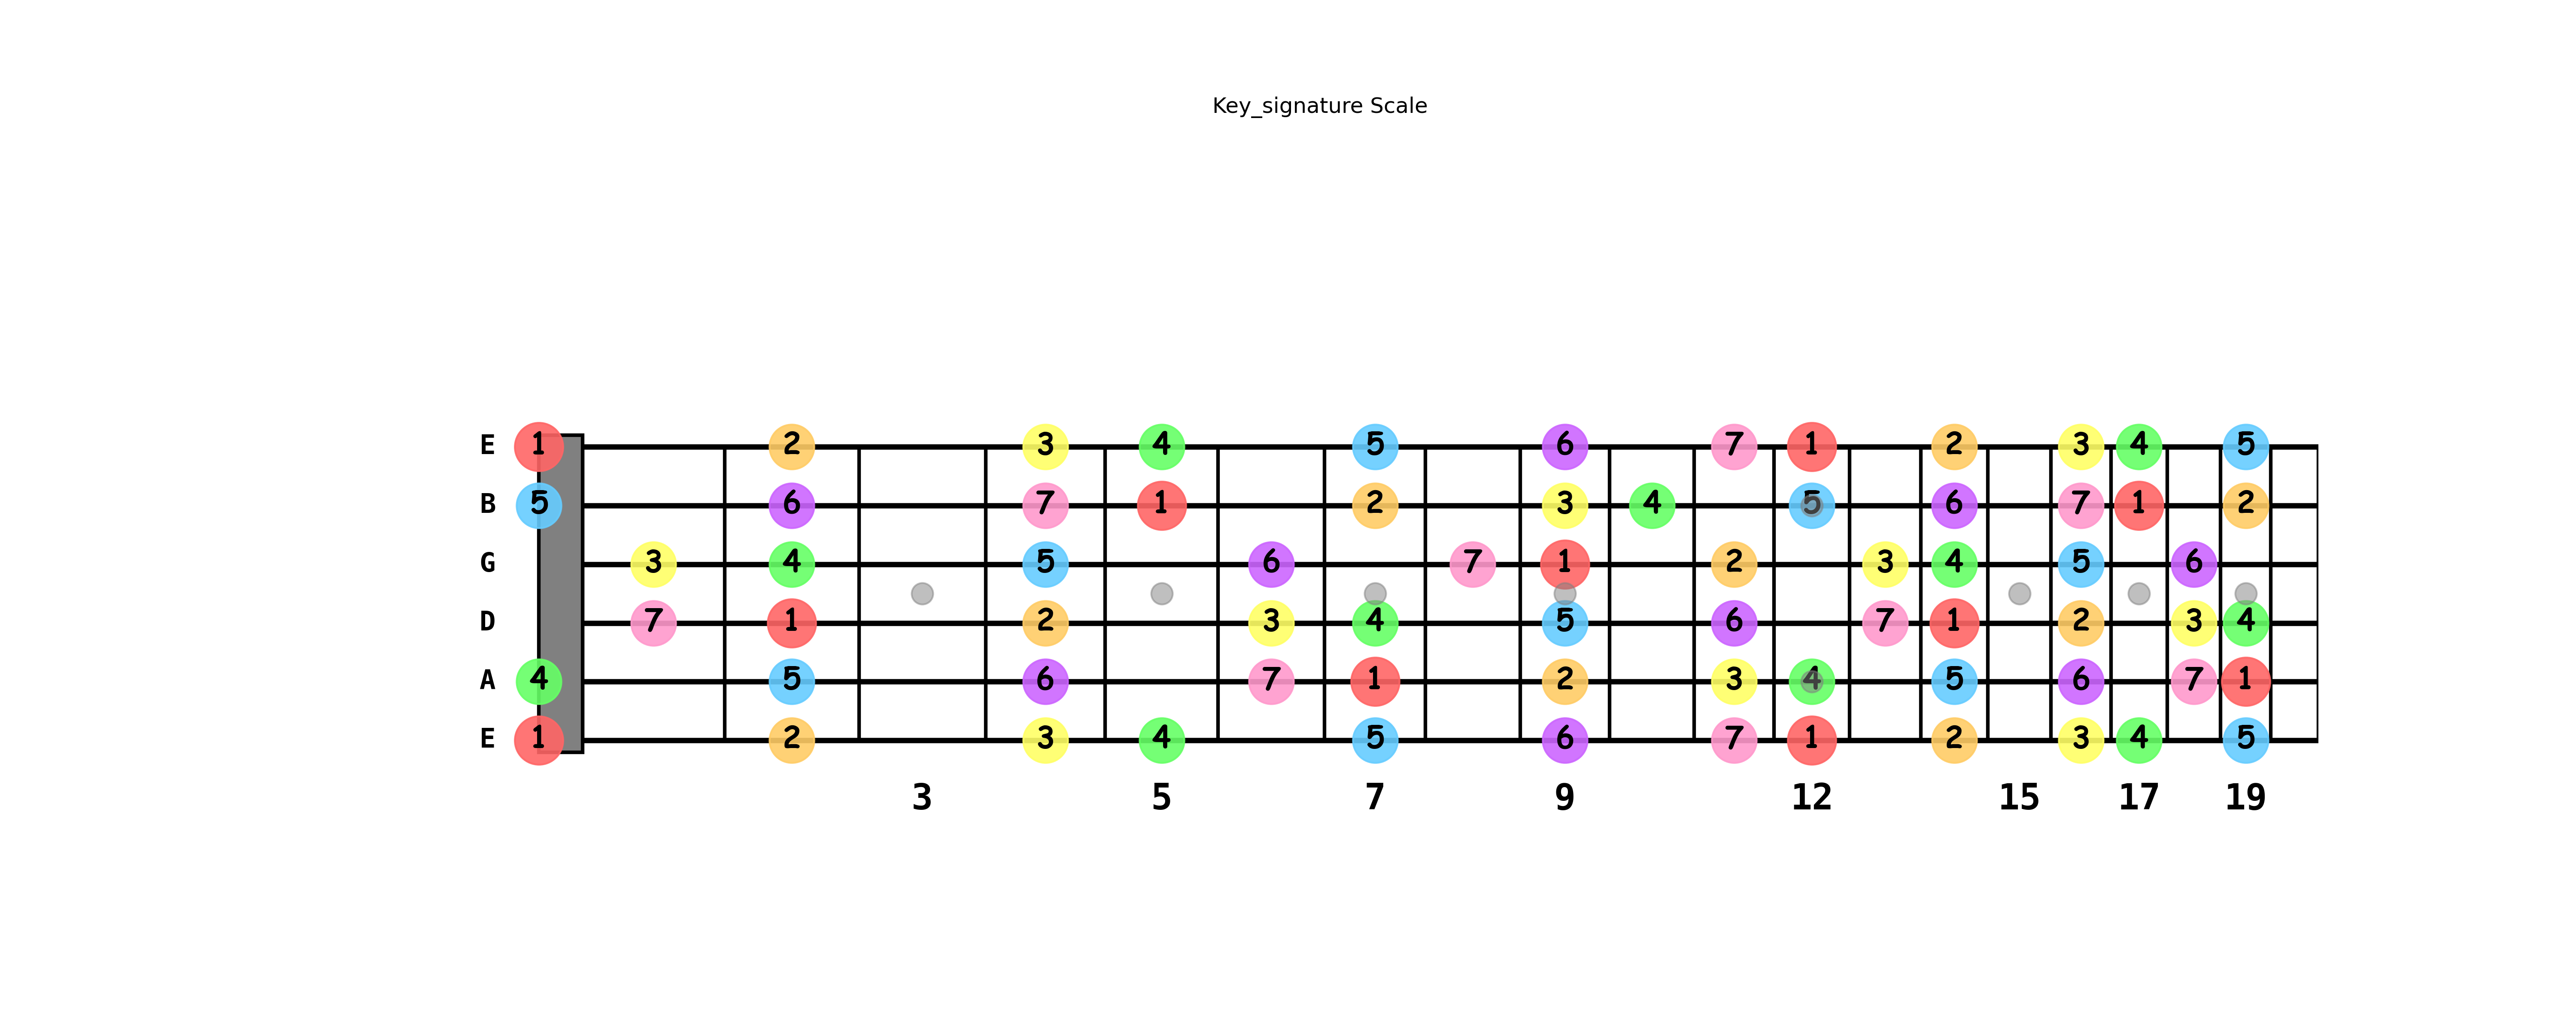 Key_signature Scale
E 1 2 3 4 5 6 7 1 2 3 4 5
B 5 6 7 1 2 3 4 5 6 7 1 2
G 3 4 5 6 7 1 2 3 4 5 6
D 7 1 2 3 4 5 6 7 1 2 3 4
A 4 5 6 7 1 2 3 4 5 6 7 1
E 1 2 3 4 5 6 7 1 2 3 4 5
3 5 7 9 12 15 17 19